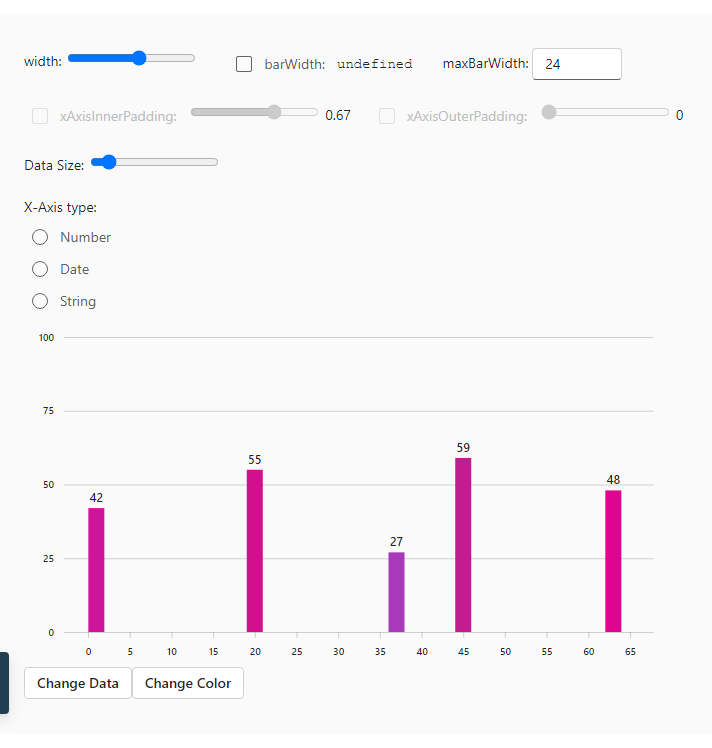 width: barWidth: undefined maxBarWidth: 24
xAxisInnerPadding: 0.67 xAxisOuterPadding: 0
Data Size:
X-Axis type:
Number
Date
String
100
75
59
55
50
48
42
27
25
0
0 5 10 15 20 25 30 35 40 45 50 55 60 65
Change Data Change Color